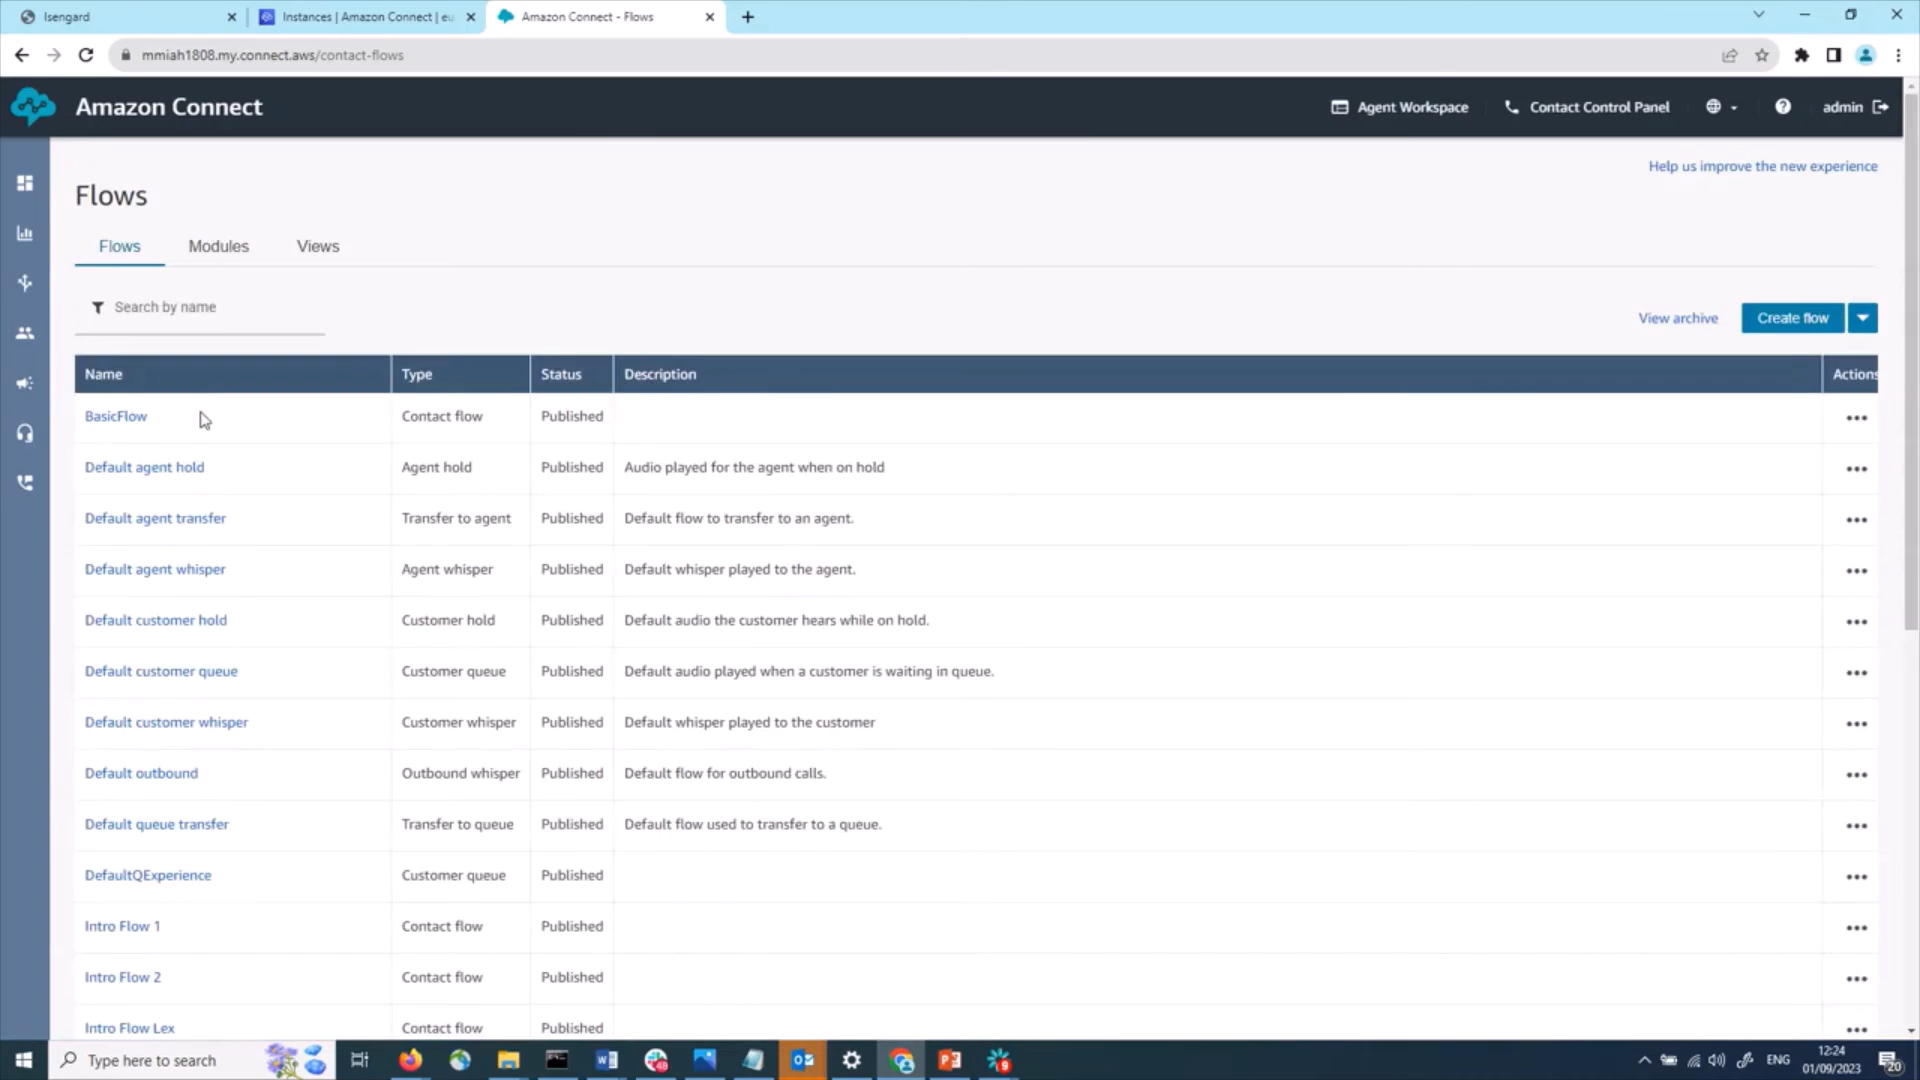 Isengard
Instances | Amazon Connect | eu
Amazon Connect - Flows
mmiah1808.my.connect.aws/contact-flows
Amazon Connect
Agent Workspace
Contact Control Panel
admin
Help us improve the new experience
Flows
Flows Modules Views
Search by name
View archive
Create flow
Name Type Status Description Actions
BasicFlow Contact flow Published
Default agent hold Agent hold Published Audio played for the agent when on hold
Default agent transfer Transfer to agent Published Default flow to transfer to an agent.
Default agent whisper Agent whisper Published Default whisper played to the agent.
Default customer hold Customer hold Published Default audio the customer hears while on hold.
Default customer queue Customer queue Published Default audio played when a customer is waiting in queue.
Default customer whisper Customer whisper Published Default whisper played to the customer
Default outbound Outbound whisper Published Default flow for outbound calls.
Default queue transfer Transfer to queue Published Default flow used to transfer to a queue.
DefaultQExperience Customer queue Published
Intro Flow 1 Contact flow Published
Intro Flow 2 Contact flow Published
Intro Flow Lex Contact flow Published
Type here to search
ENG
12:24
01/09/2023
20